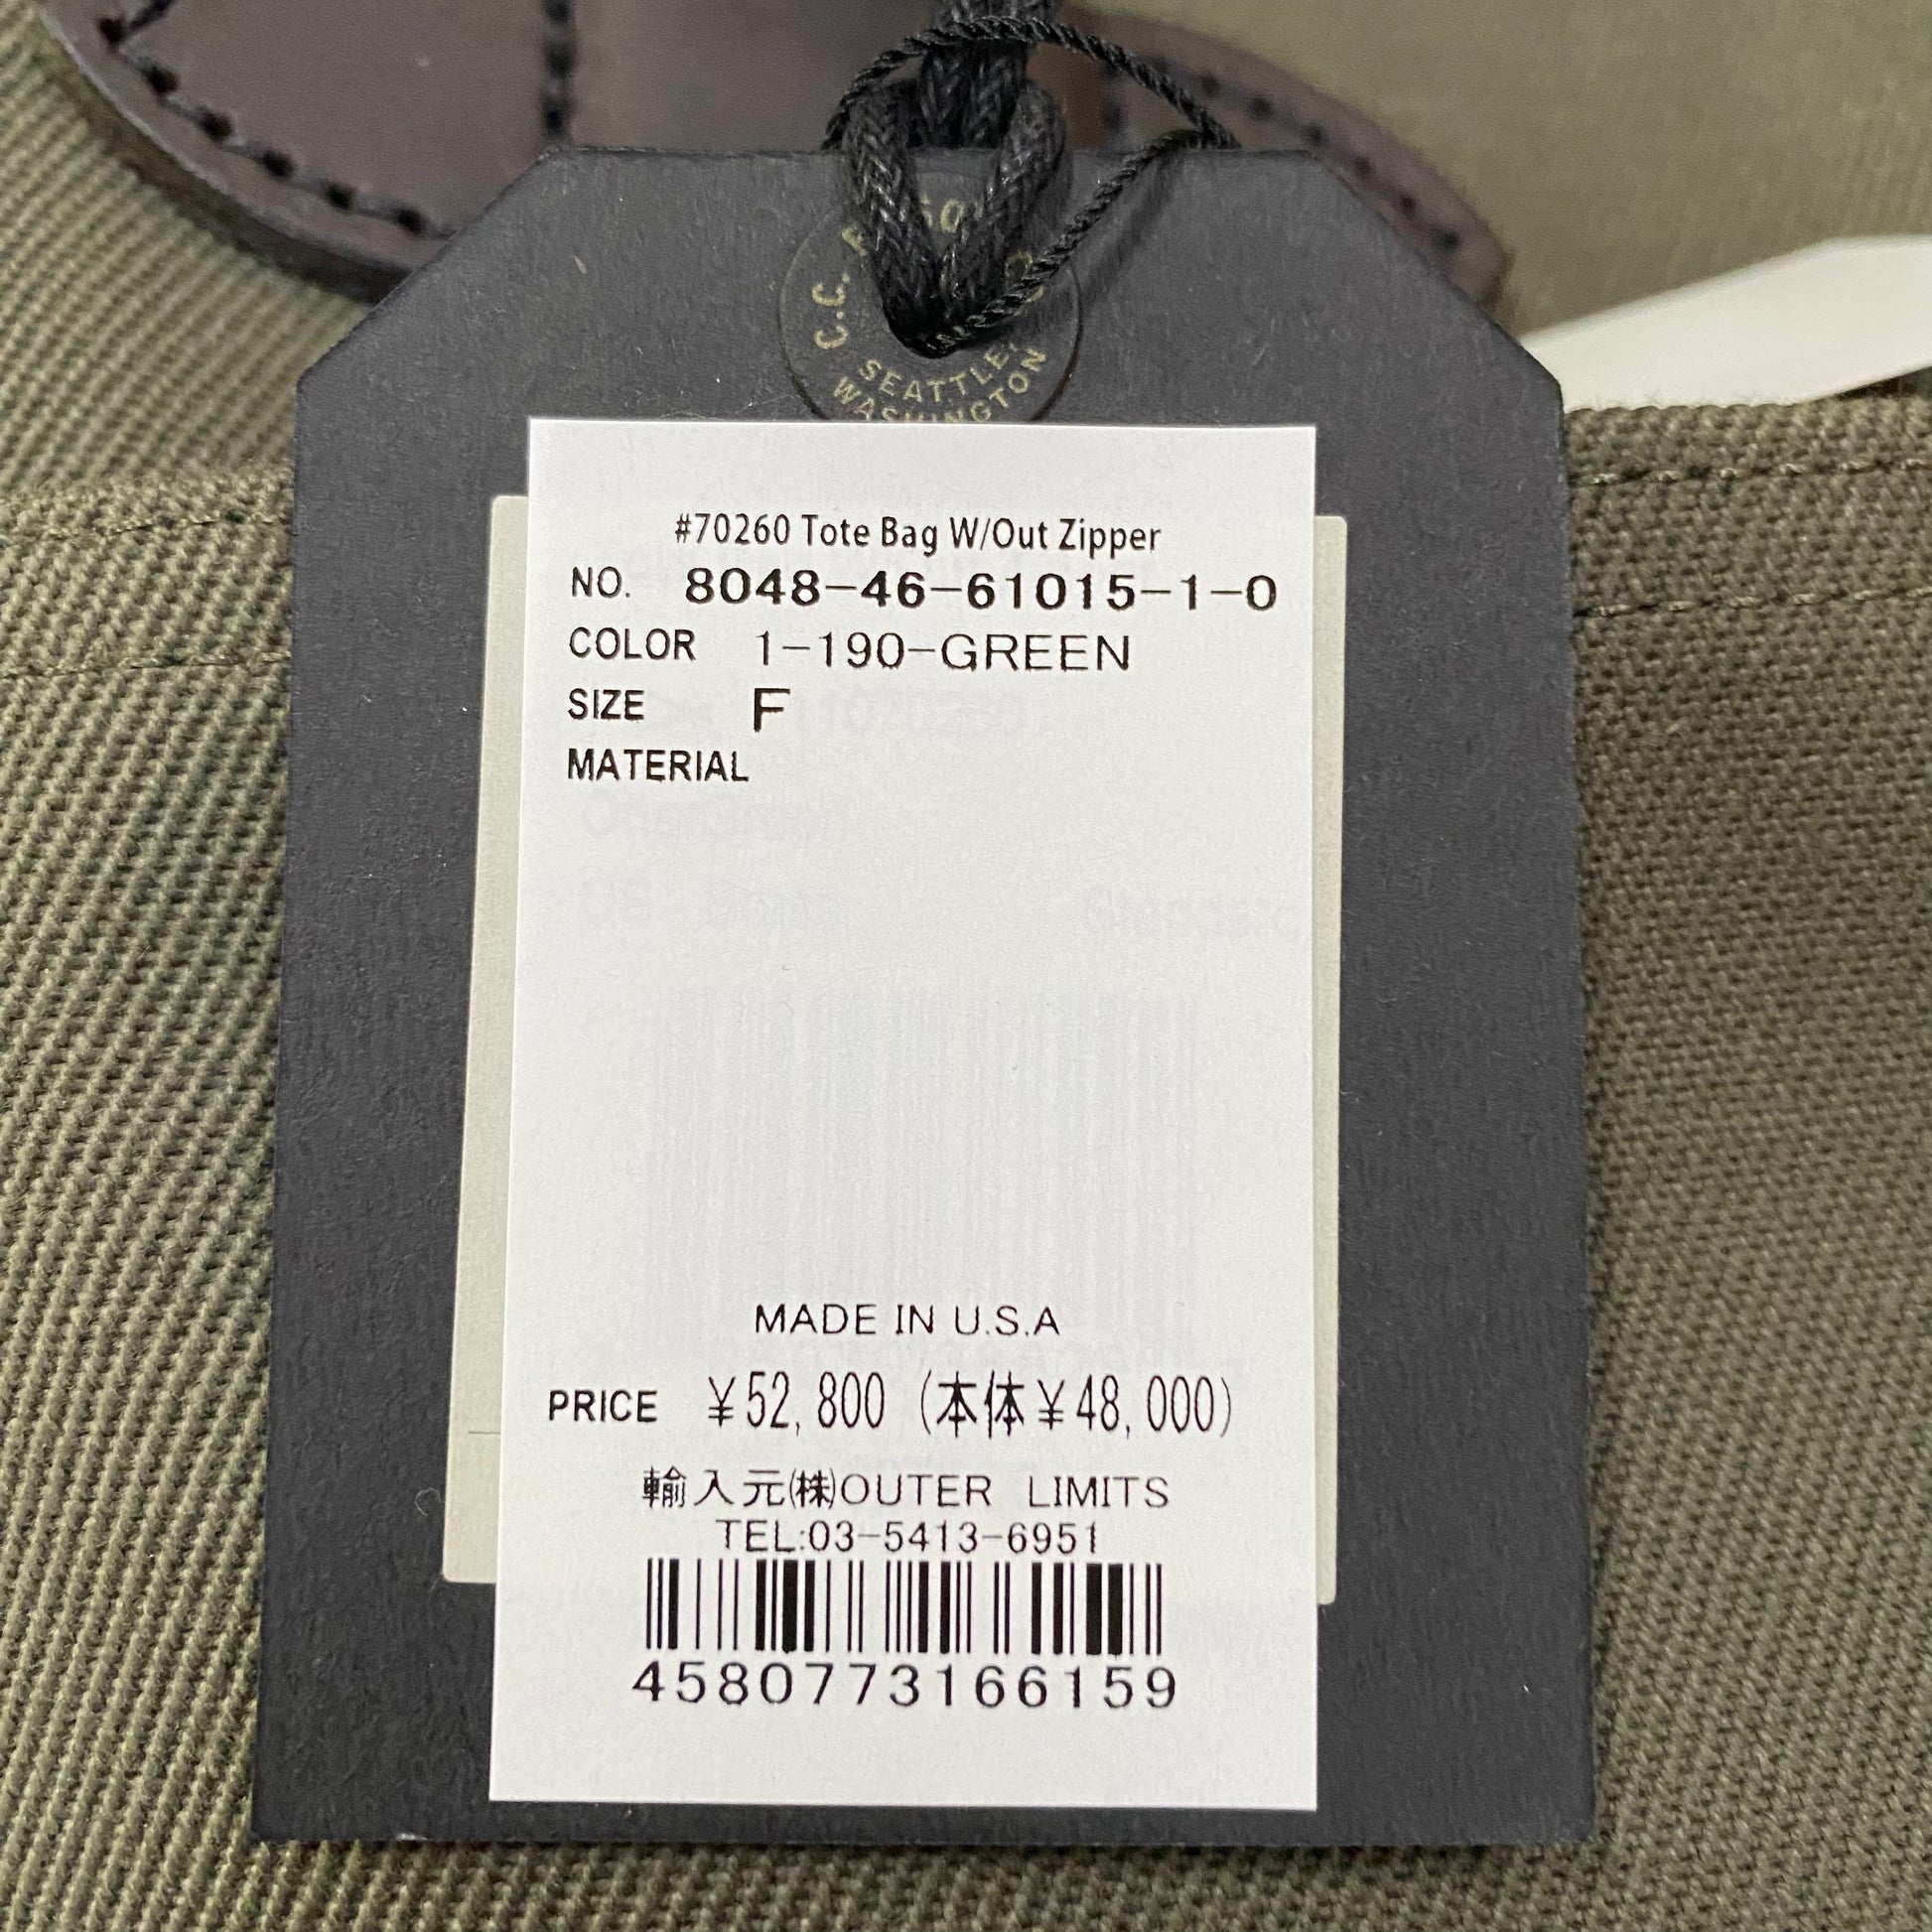 C.C.
SEATTLE,
WASHINGTON
#70260 Tote Bag W/Out Zipper
NO. 8048-46-61015-1-0
COLOR 1-190-GREEN
SIZE F
MATERIAL
MADE IN U.S.A
PRICE ¥52,800 (本体¥48,000)
輸入元㈱OUTER LIMITS
TEL:03-5413-6951
4580773166159